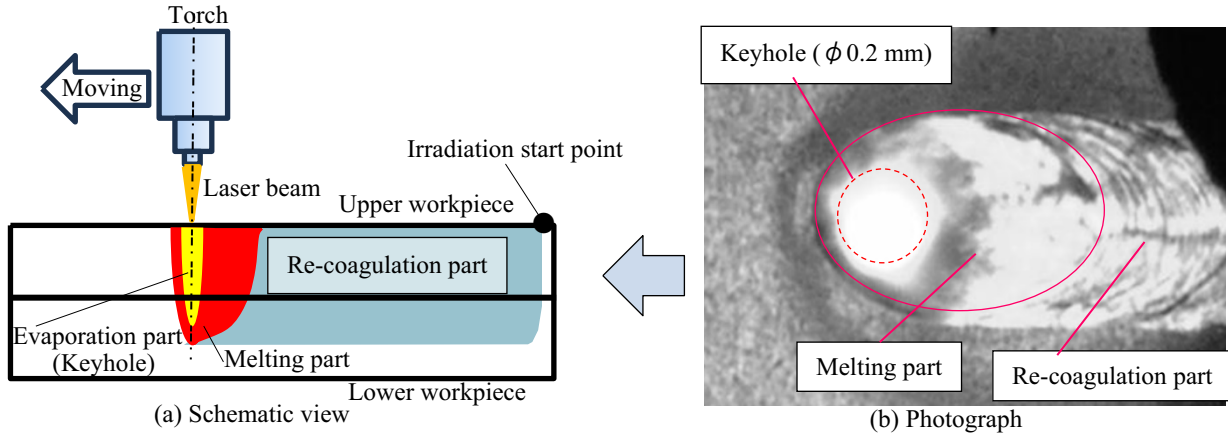 Torch
Moving
Irradiation start point
Laser beam
Upper workpiece
Re-coagulation part
Evaporation part
(Keyhole)
Melting part
Lower workpiece
(a) Schematic view
Keyhole (ϕ 0.2 mm)
Melting part
Re-coagulation part
(b) Photograph